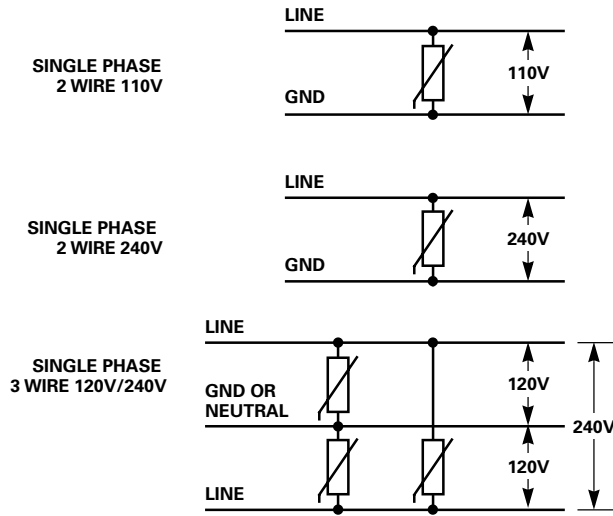 LINE
SINGLE PHASE
2 WIRE 110V
110V
GND
LINE
SINGLE PHASE
2 WIRE 240V
240V
GND
LINE
SINGLE PHASE
3 WIRE 120V/240V
120V
GND OR
NEUTRAL
240V
120V
LINE